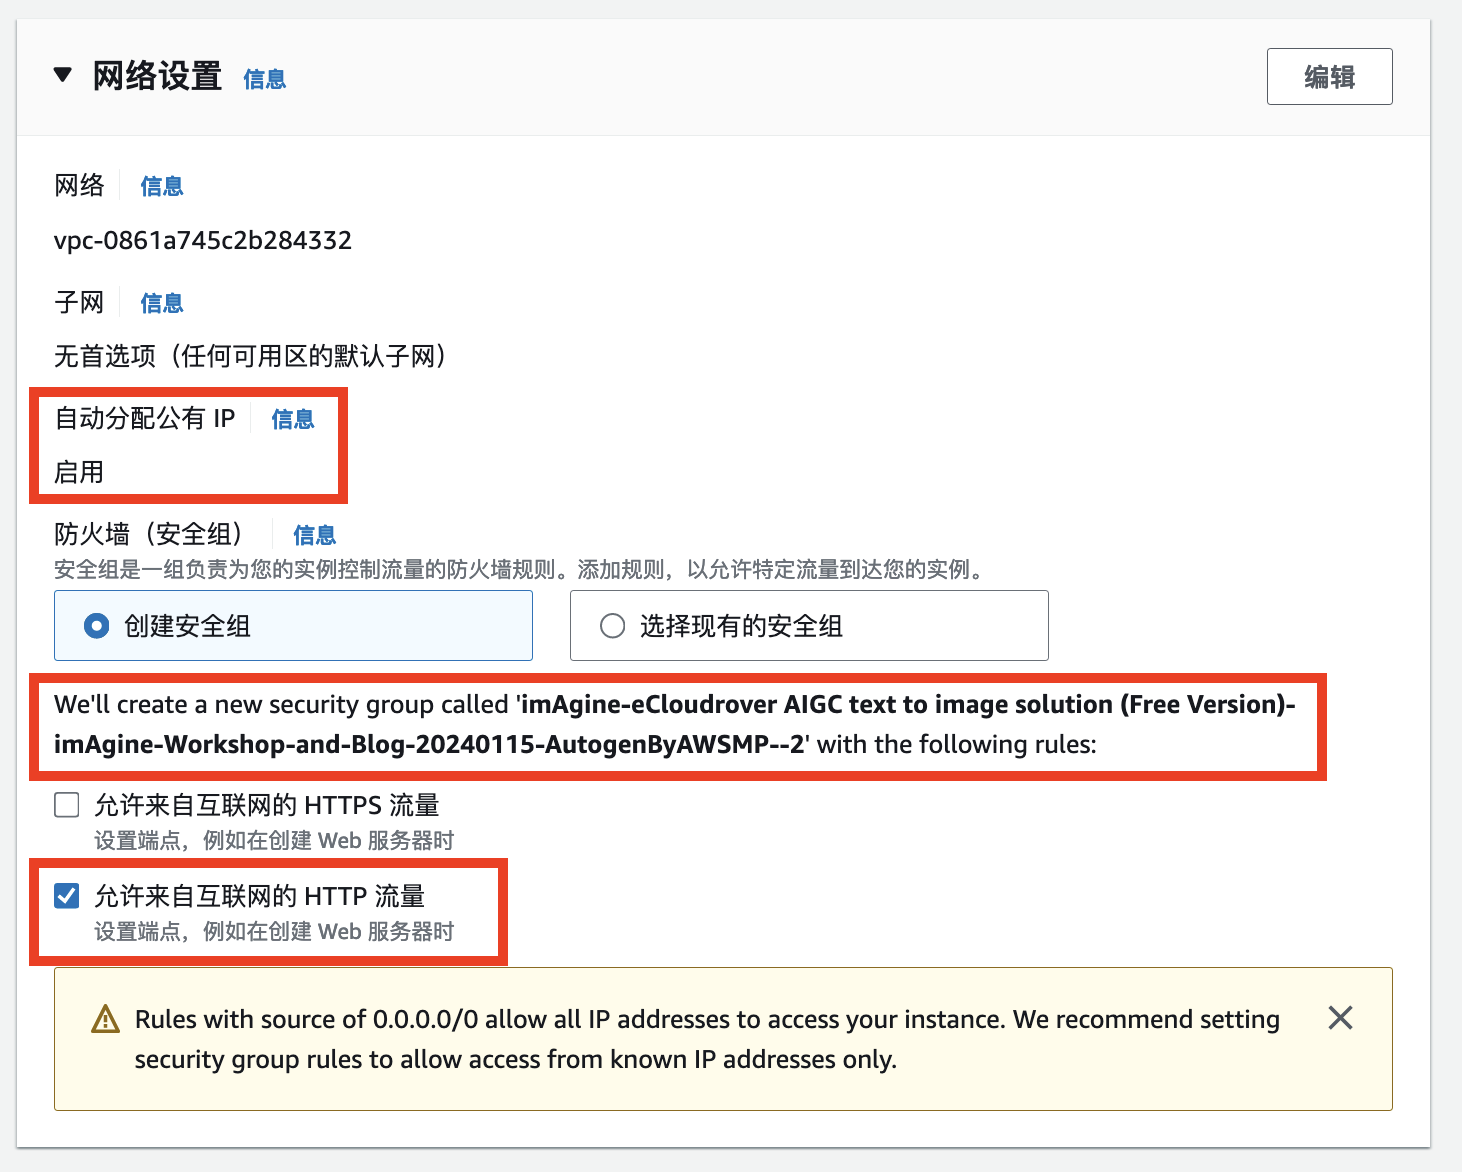 网络设置 信息
编辑
网络 信息
vpc-0861a745c2b284332
子网 信息
无首选项（任何可用区的默认子网）
自动分配公有 IP 信息
启用
防火墙（安全组） 信息
安全组是一组负责为您的实例控制流量的防火墙规则。添加规则，以允许特定流量到达您的实例。
创建安全组
选择现有的安全组
We'll create a new security group called 'imAgine-eCloudrover AIGC text to image solution (Free Version)-
imAgine-Workshop-and-Blog-20240115-AutogenByAWSMP--2' with the following rules:
允许来自互联网的 HTTPS 流量
设置端点，例如在创建 Web 服务器时
允许来自互联网的 HTTP 流量
设置端点，例如在创建 Web 服务器时
Rules with source of 0.0.0.0/0 allow all IP addresses to access your instance. We recommend setting
security group rules to allow access from known IP addresses only.